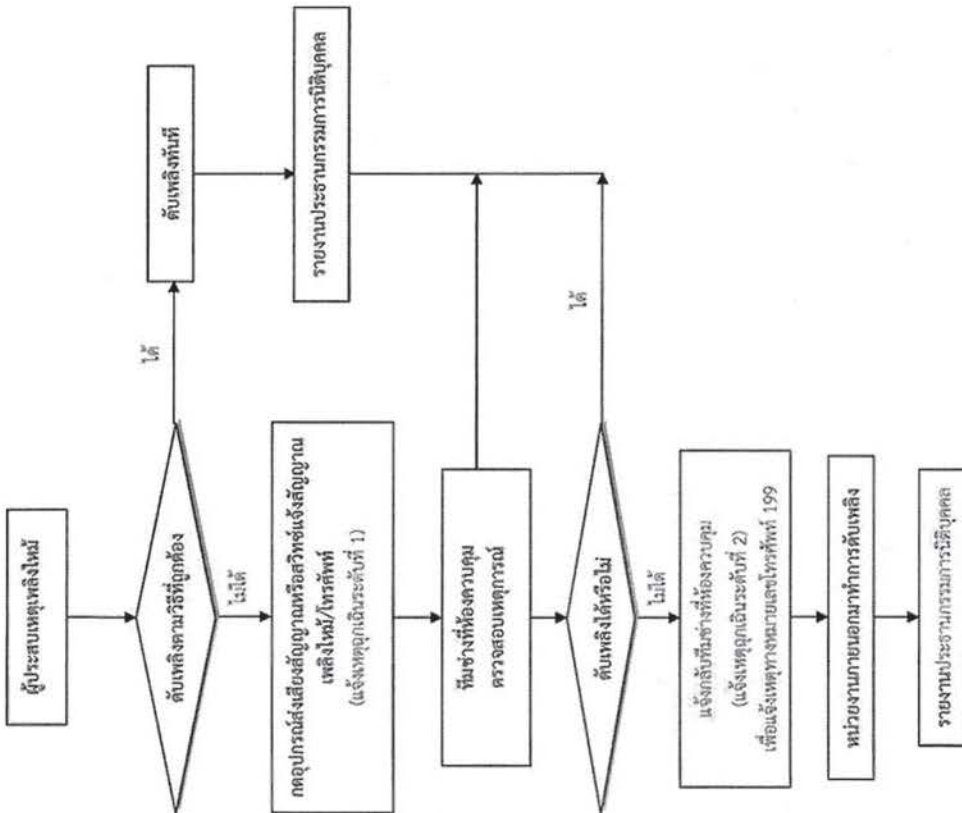 ผู้ประสบเหตุเพลิงไหม้
ดับเพลิงตามวิธีที่ถูกต้อง
ได้
ดับเพลิงทันที
รายงานประธานกรรมการนิติบุคคล
ไม่ได้
กดอุปกรณ์ส่งเสียงสัญญาณหรือสวิทซ์แจ้งสัญญาณ
เพลิงไหม้/โทรศัพท์
(แจ้งเหตุฉุกเฉินระดับที่ 1)
ทีมช่างที่ห้องควบคุม
ตรวจสอบเหตุการณ์
ดับเพลิงได้หรือไม่
ได้
ไม่ได้
แจ้งกลับทีมช่างที่ห้องควบคุม
(แจ้งเหตุฉุกเฉินระดับที่ 2)
เพื่อแจ้งเหตุทางหมายเลขโทรศัพท์ 199
หน่วยงานภายนอกมาทำการดับเพลิง
รายงานประธานกรรมการนิติบุคคล